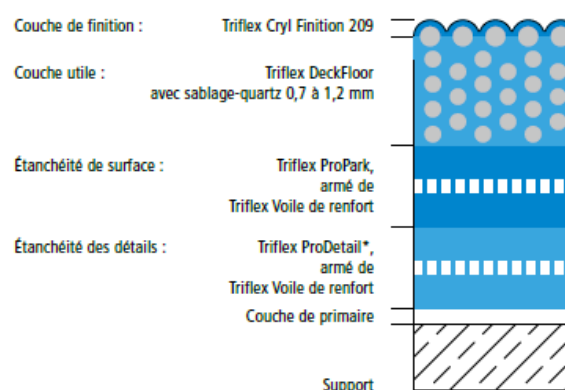 Couche de finition : Triflex Cryl Finition 209
Couche utile : Triflex DeckFloor
avec sablage-quartz 0,7 à 1,2 mm
Étanchéité de surface : Triflex ProPark,
armé de
Triflex Voile de renfort
Étanchéité des détails : Triflex ProDetail*,
armé de
Triflex Voile de renfort
Couche de primaire
Support